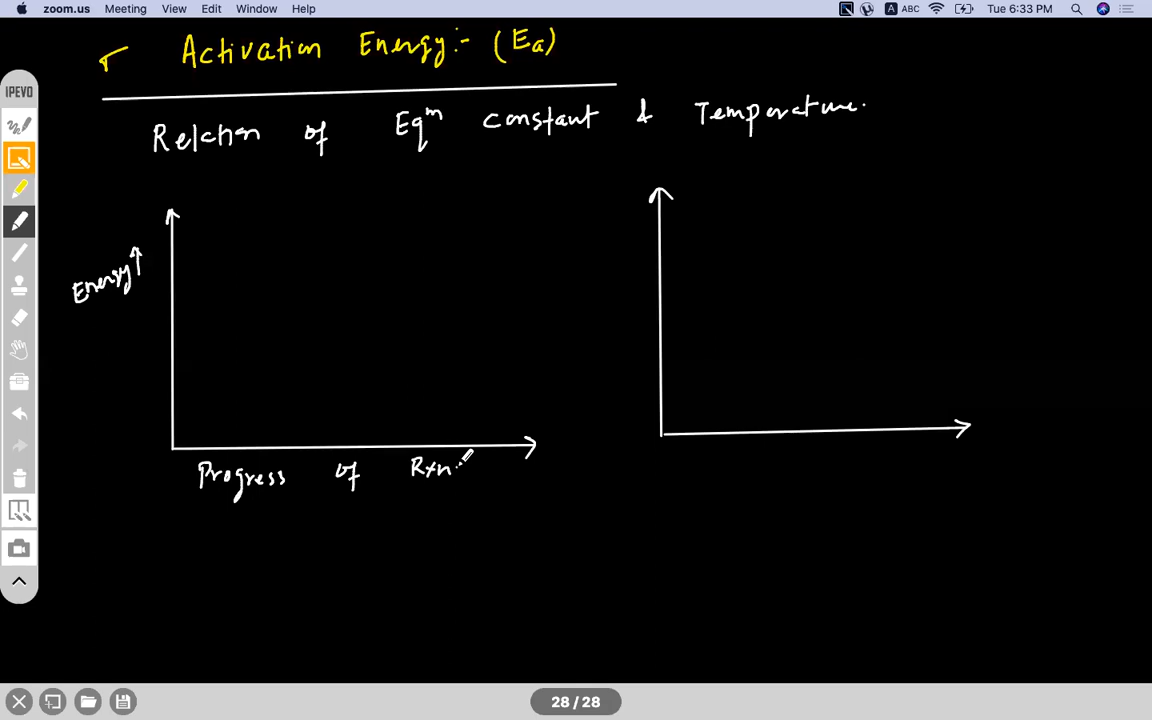 zoom.us Meeting View Edit Window Help
A ABC Tue 6:33 PM
Activation Energy:- (Ea)
IPEVO
Relation of Eqm constant & Temperature.
Energy↑
Progress of Rxn.
28 / 28